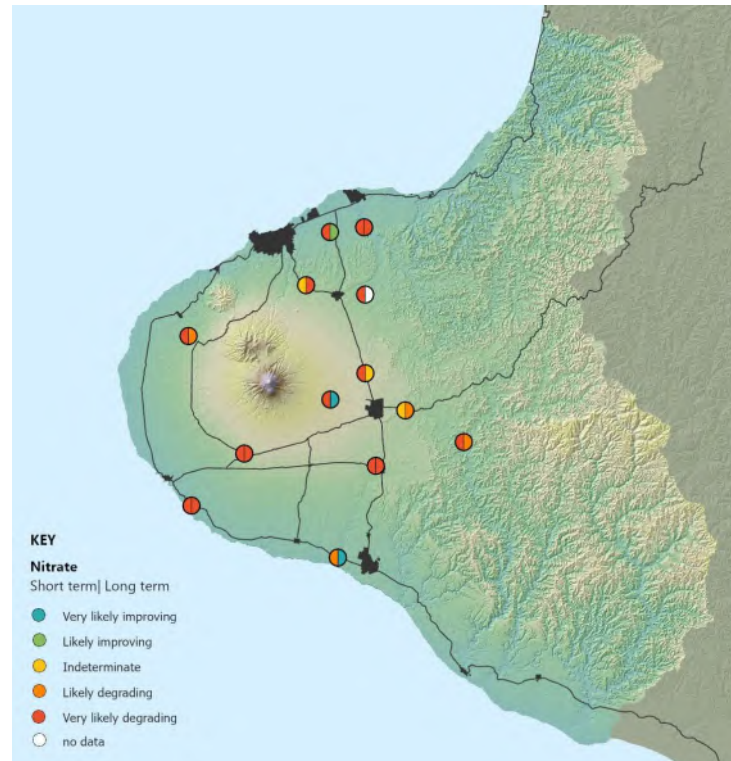 KEY
Nitrate
Short term| Long term
Very likely improving
Likely improving
Indeterminate
Likely degrading
Very likely degrading
no data